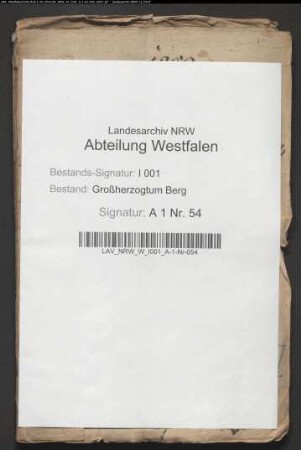 Landesarchiv NRW
Abteilung Westfalen
Bestands-Signatur: I 001
Bestand: Großherzogtum Berg
Signatur: A 1 Nr. 54
LAV_NRW_W_I001_A-1-Nr-054